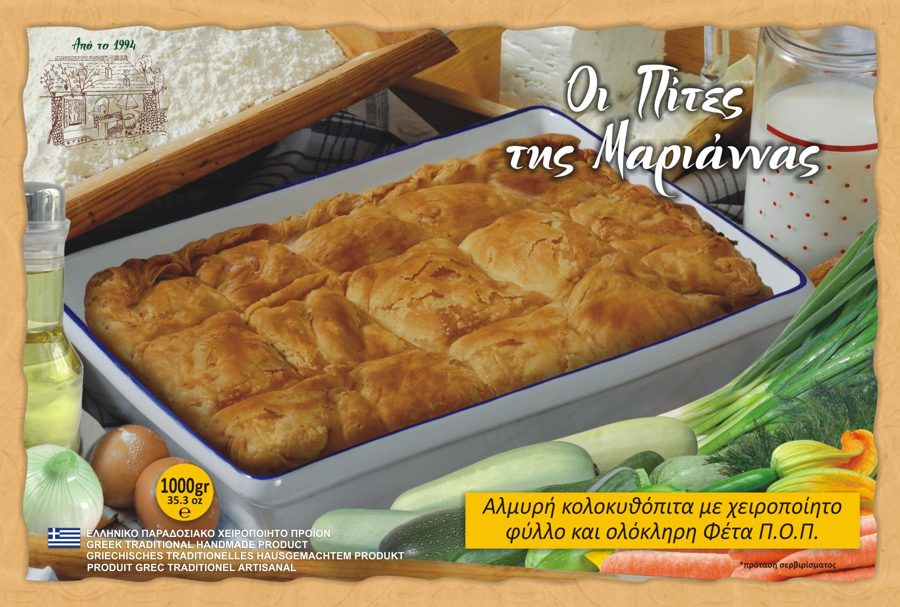 Από το 1994
Οι Πίτες
της Μαριάννας
1000gr
35.3 oz
e
ΕΛΛΗΝΙΚΟ ΠΑΡΑΔΟΣΙΑΚΟ ΧΕΙΡΟΠΟΙΗΤΟ ΠΡΟΪΟΝ
GREEK TRADITIONAL HANDMADE PRODUCT
GRIECHISCHES TRADITIONELLES HAUSGEMACHTEM PRODUKT
PRODUIT GREC TRADITIONEL ARTISANAL
Αλμυρή κολοκυθόπιτα με χειροποίητο
φύλλο και ολόκληρη Φέτα Π.Ο.Π.
*πρόταση σερβιρίσματος